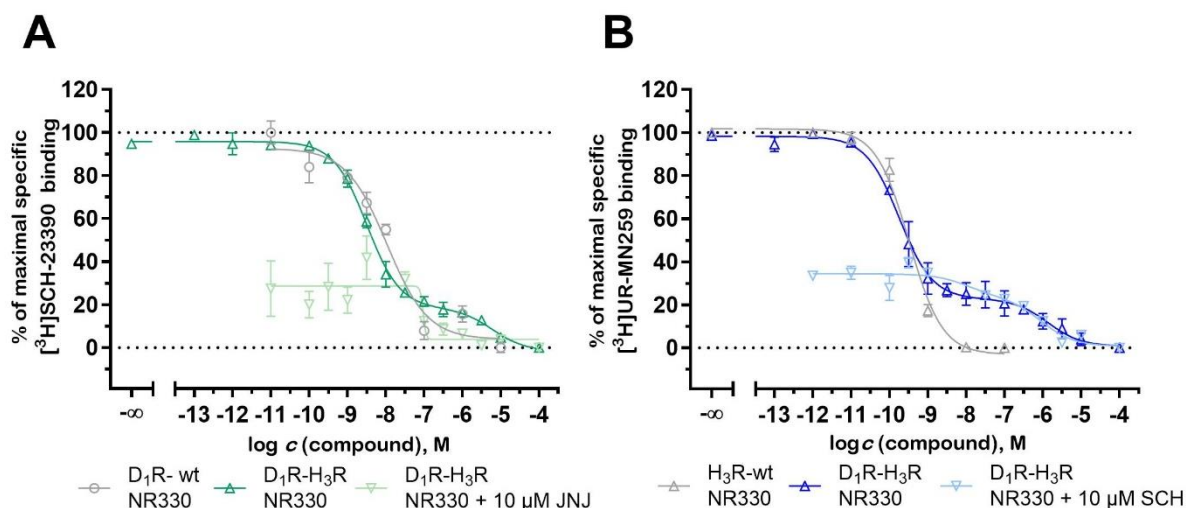 A
% of maximal specific
[³H]SCH-23390 binding
120
100
80
60
40
20
0
-∞ -13 -12 -11 -10 -9 -8 -7 -6 -5 -4
log c (compound), M
D₁R- wt
NR330
D₁R-H₃R
NR330
D₁R-H₃R
NR330 + 10 µM JNJ
B
% of maximal specific
[³H]UR-MN259 binding
120
100
80
60
40
20
0
-∞ -13 -12 -11 -10 -9 -8 -7 -6 -5 -4
log c (compound), M
H₃R-wt
NR330
D₁R-H₃R
NR330
D₁R-H₃R
NR330 + 10 µM SCH